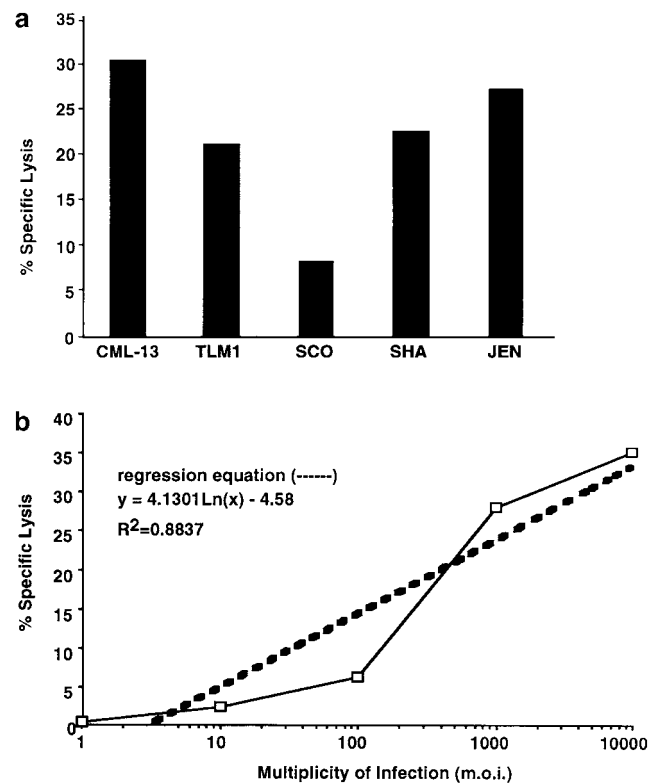 a
% Specific Lysis
35
30
25
20
15
10
5
0
CML-13 TLM1 SCO SHA JEN
b
% Specific Lysis
40
35
30
25
20
15
10
5
0
regression equation (------)
y = 4.1301Ln(x) - 4.58
R2=0.8837
1 10 100 1000 10000
Multiplicity of Infection (m.o.i.)